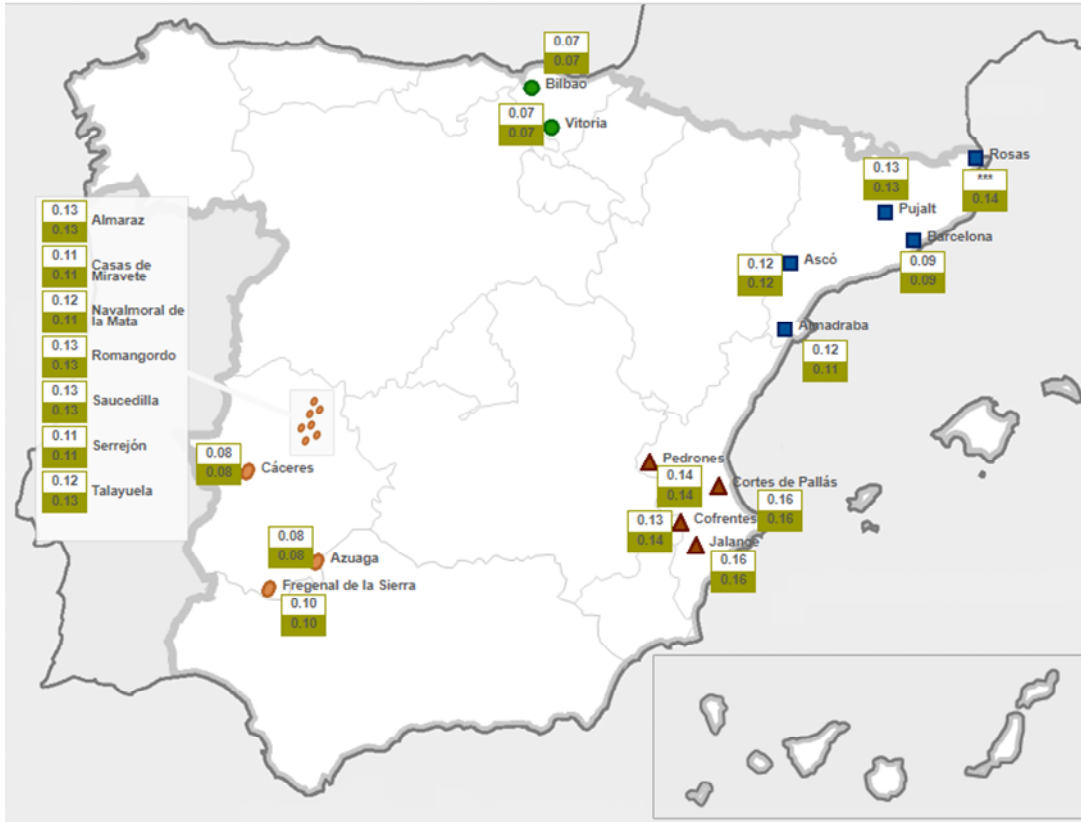 0.07
0.07
Bilbao
0.07
0.07
Vitoria
Rosas
***
0.14
0.13
0.13
Pujalt
Barcelona
0.09
0.09
Ascó
0.12
0.12
Almadraba
0.12
0.11
0.13
0.13
Almaraz
0.11
0.11
Casas de
Miravete
0.12
0.11
Navalmoral de
la Mata
0.13
0.13
Romangordo
0.13
0.13
Saucedilla
0.11
0.11
Serrejón
0.12
0.13
Talayuela
0.08
0.08
Cáceres
0.08
0.08
Azuaga
Fregenal de la Sierra
0.10
0.10
Pedrones
0.14
0.14
Cortes de Pallás
0.16
0.16
0.13
0.14
Cofrentes
Jalance
0.16
0.16